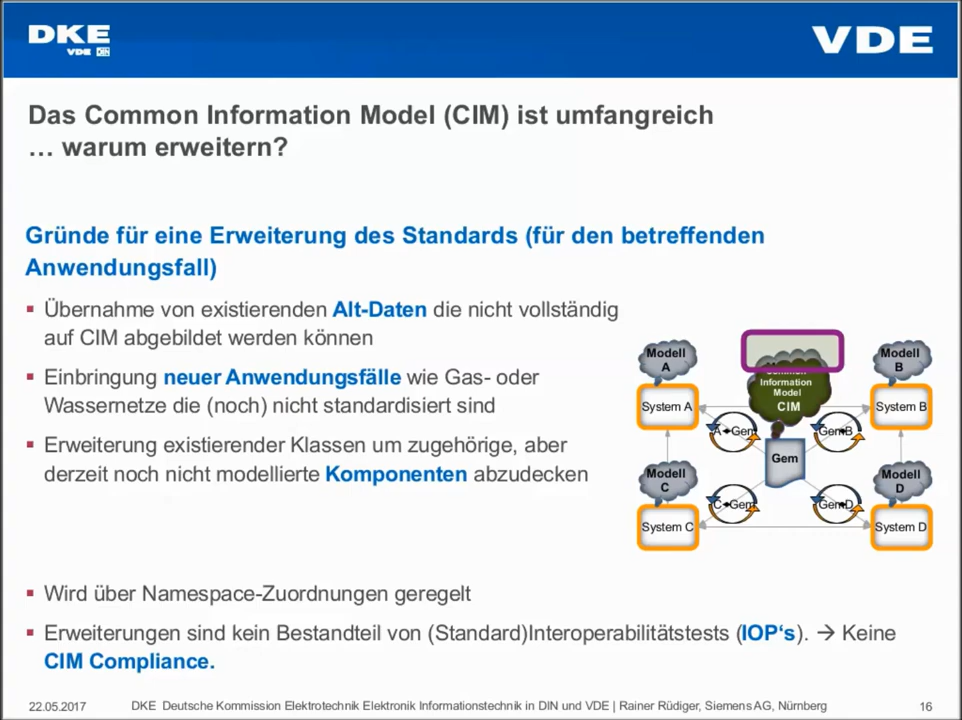 DKE
VDE DIN
VDE
Das Common Information Model (CIM) ist umfangreich
… warum erweitern?
Gründe für eine Erweiterung des Standards (für den betreffenden
Anwendungsfall)
▪ Übernahme von existierenden Alt-Daten die nicht vollständig
auf CIM abgebildet werden können
▪ Einbringung neuer Anwendungsfälle wie Gas- oder
Wassernetze die (noch) nicht standardisiert sind
▪ Erweiterung existierender Klassen um zugehörige, aber
derzeit noch nicht modellierte Komponenten abzudecken
Modell
A
System A
Common
Information
Model
CIM
Modell
B
System B
A➔Gem
Gem➔B
Gem
Modell
C
System C
C➔Gem
Gem➔D
Modell
D
System D
▪ Wird über Namespace-Zuordnungen geregelt
▪ Erweiterungen sind kein Bestandteil von (Standard)Interoperabilitätstests (IOP‘s). → Keine
CIM Compliance.
22.05.2017
DKE Deutsche Kommission Elektrotechnik Elektronik Informationstechnik in DIN und VDE | Rainer Rüdiger, Siemens AG, Nürnberg
16